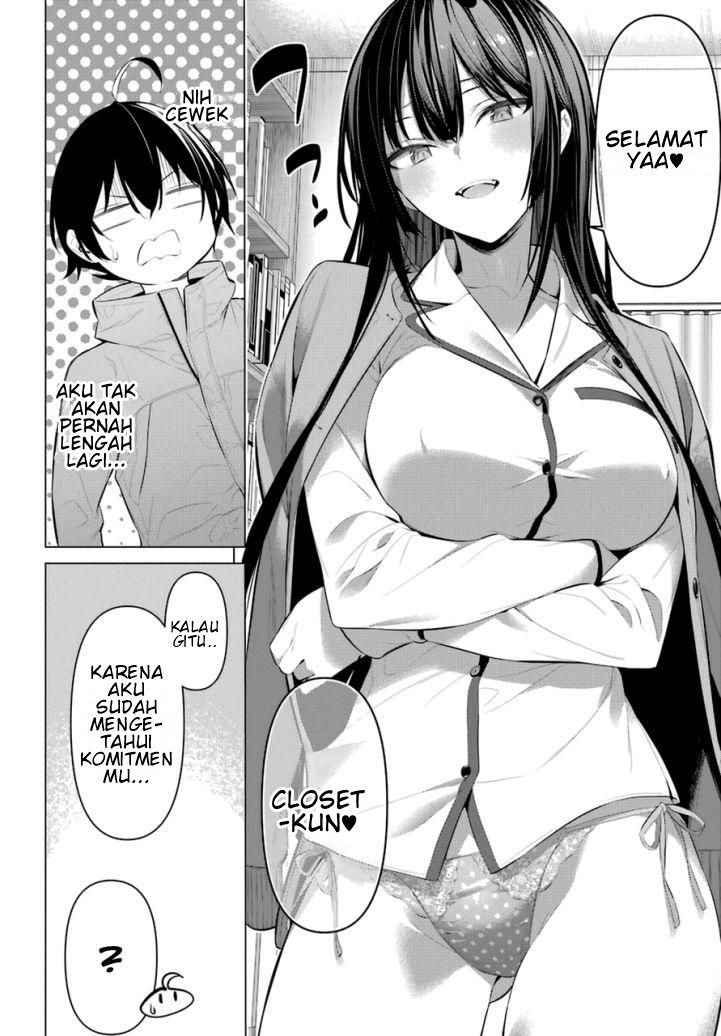 SELAMAT
YAA♥
CLOSET
-KUN♥
NIH
CEWEK
AKU TAK
AKAN
PERNAH
LENGAH
LAGI...
KALAU
GITU..
KARENA
AKU
SUDAH
MENGE-
TAHUI
KOMITMEN
MU...
?